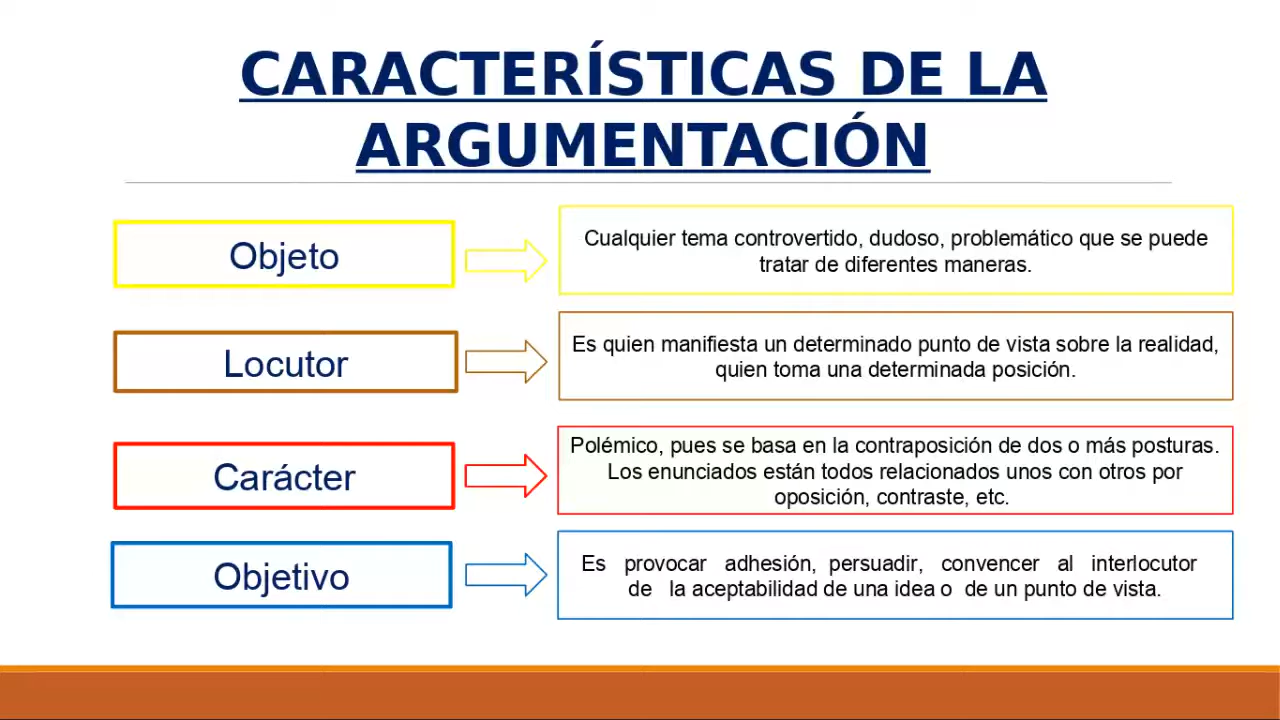 CARACTERÍSTICAS DE LA
ARGUMENTACIÓN
Objeto
Cualquier tema controvertido, dudoso, problemático que se puede
tratar de diferentes maneras.
Locutor
Es quien manifiesta un determinado punto de vista sobre la realidad,
quien toma una determinada posición.
Carácter
Polémico, pues se basa en la contraposición de dos o más posturas.
Los enunciados están todos relacionados unos con otros por
oposición, contraste, etc.
Objetivo
Es provocar adhesión, persuadir, convencer al interlocutor
de la aceptabilidad de una idea o de un punto de vista.